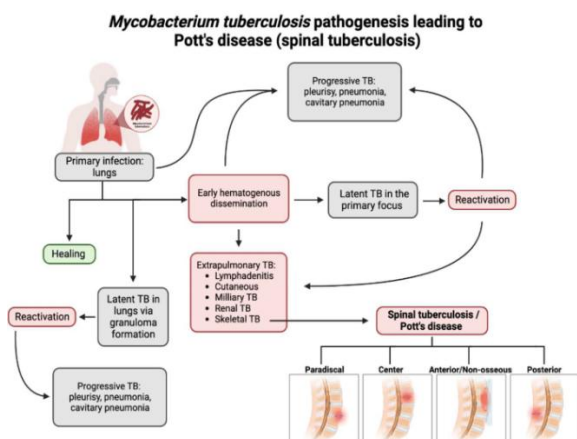 Mycobacterium tuberculosis pathogenesis leading to
Pott's disease (spinal tuberculosis)
Progressive TB:
pleurisy, pneumonia,
cavitary pneumonia
Primary infection:
lungs
Early hematogenous
dissemination
Latent TB in the
primary focus
Reactivation
Healing
Extrapulmonary TB:
• Lymphadenitis
• Cutaneous
• Milliary TB
• Renal TB
• Skeletal TB
Reactivation
Latent TB in
lungs via
granuloma
formation
Spinal tuberculosis /
Pott's disease
Progressive TB:
pleurisy, pneumonia,
cavitary pneumonia
Paradiscal
Center
Anterior/Non-osseous
Posterior